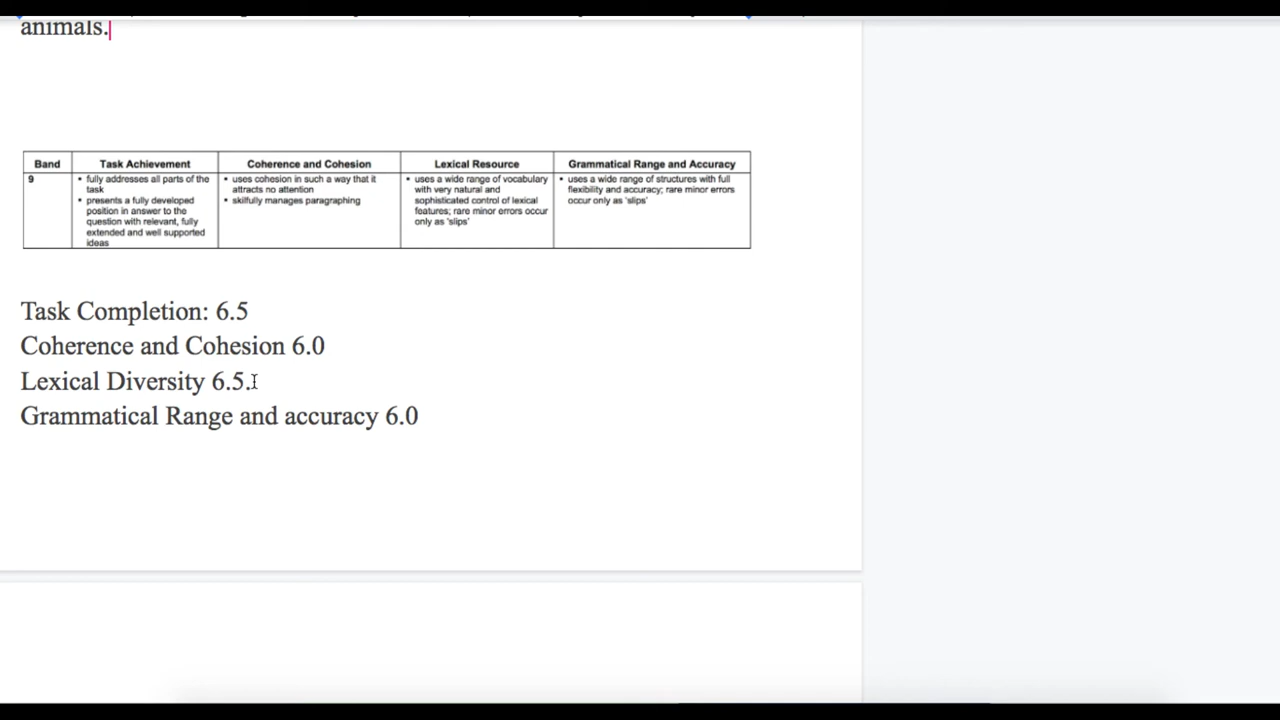 animals.
Band Task Achievement Coherence and Cohesion Lexical Resource Grammatical Range and Accuracy
9
• fully addresses all parts of the
task
• presents a fully developed
position in answer to the
question with relevant, fully
extended and well supported
ideas
• uses cohesion in such a way that it
attracts no attention
• skilfully manages paragraphing
• uses a wide range of vocabulary
with very natural and
sophisticated control of lexical
features; rare minor errors occur
only as 'slips'
• uses a wide range of structures with full
flexibility and accuracy; rare minor errors
occur only as 'slips'
Task Completion: 6.5
Coherence and Cohesion 6.0
Lexical Diversity 6.5.
Grammatical Range and accuracy 6.0